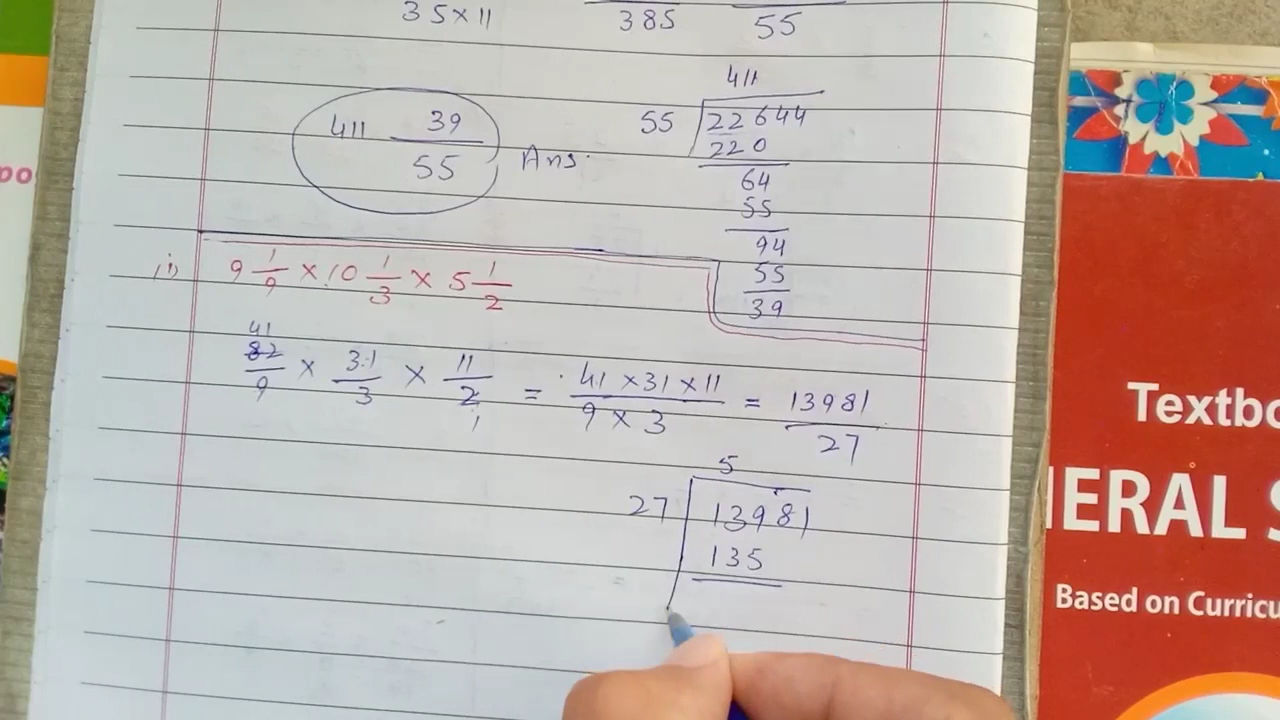 35×11 385 55
411
55 22644
220
64
55
94
55
39
411 39/55 Ans.
ii) 9 1/9 × 10 1/3 × 5 1/2
41
82/9 × 31/3 × 11/2 = 41×31×11/9×3 = 13981/27
1
5
27 13981
135
Textbo
ERAL S
Based on Curricu